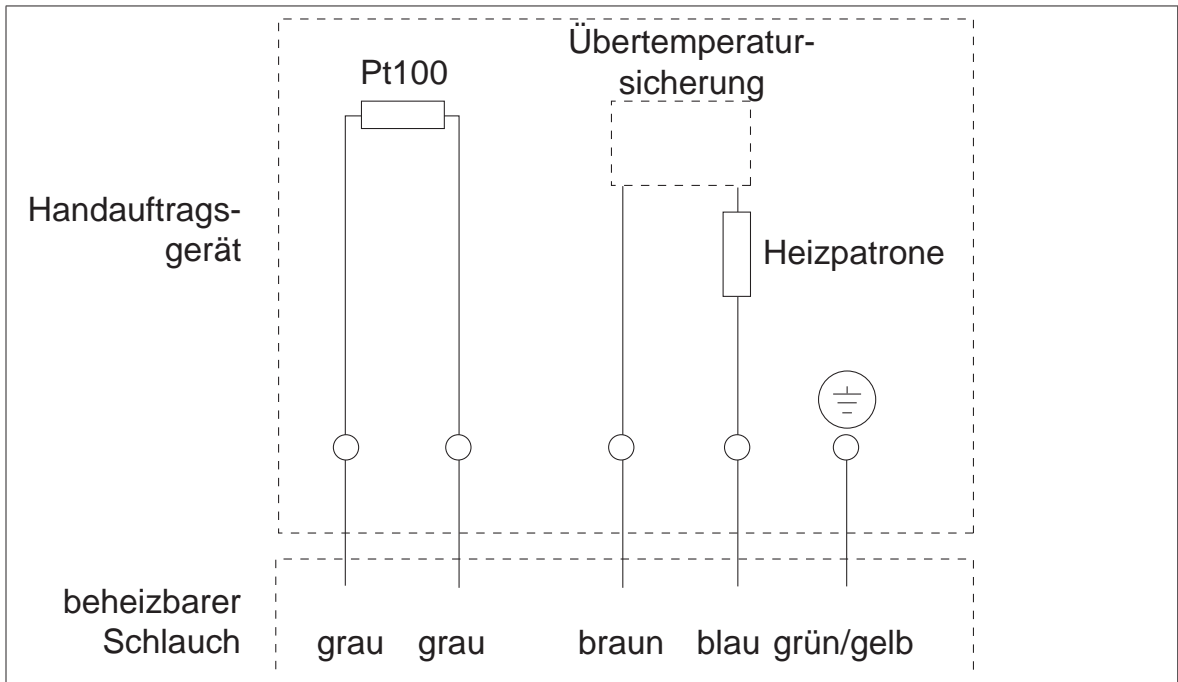 Übertemperatur-
sicherung
Pt100
Handauftrags-
gerät
Heizpatrone
beheizbarer
Schlauch
grau grau braun blau grün/gelb